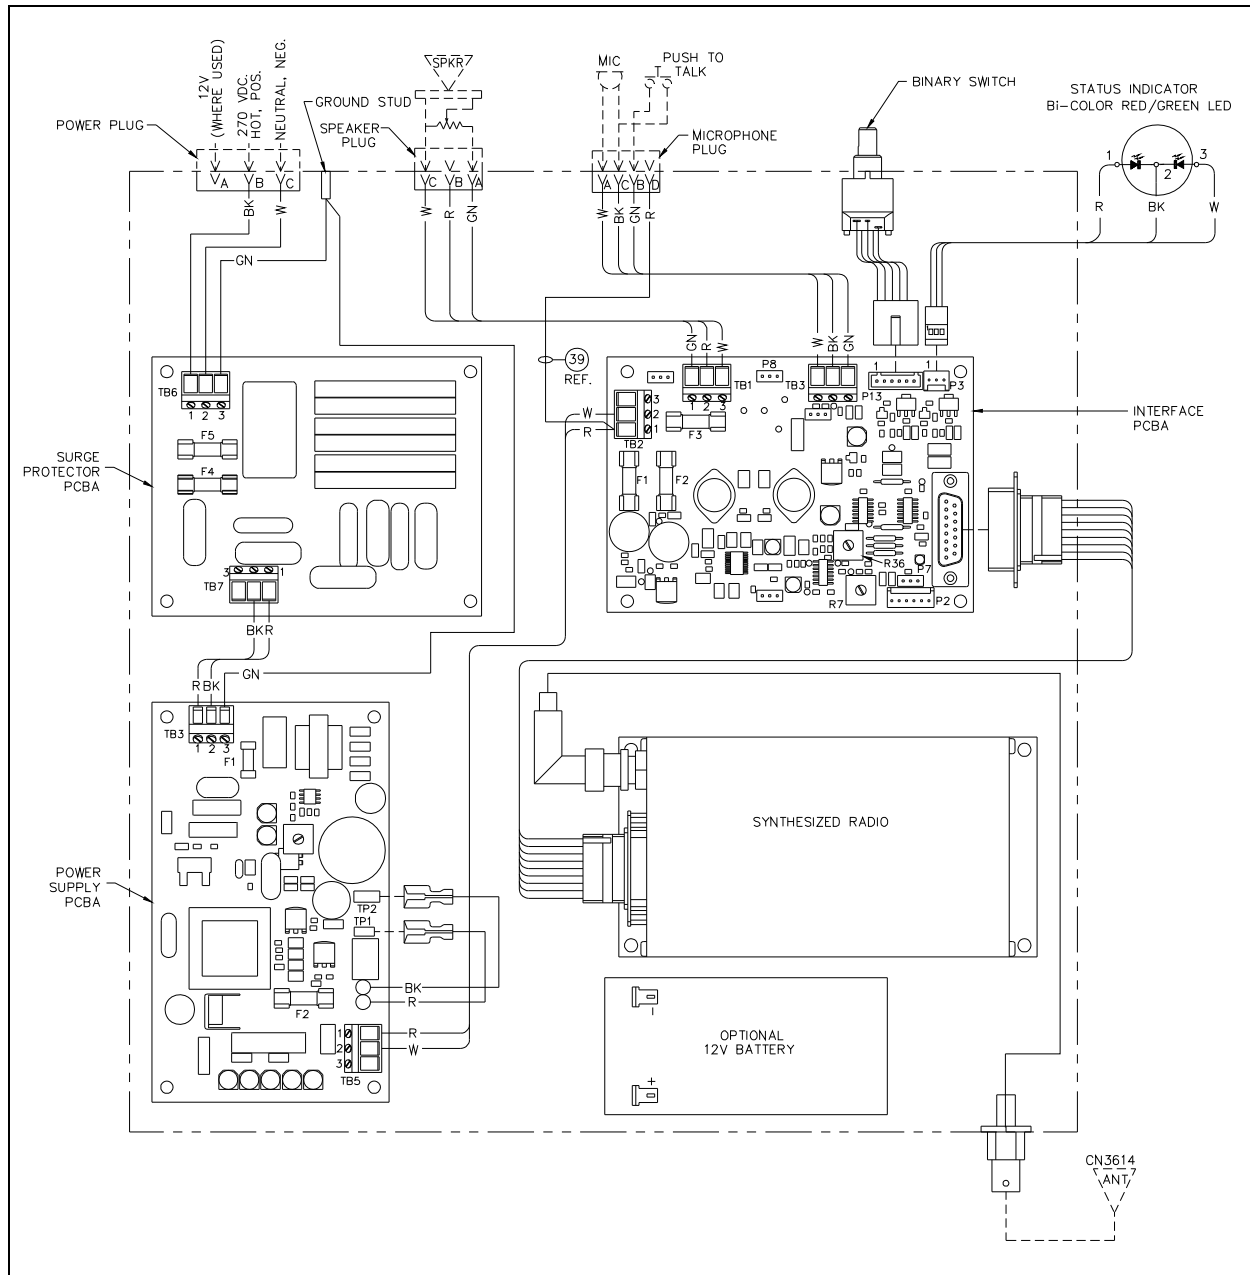 12V
(WHERE USED)
270 VDC.
HOT, POS.
NEUTRAL, NEG.
POWER PLUG
A
B
C
GROUND STUD
SPKR
SPEAKER
PLUG
C
B
A
MIC
PUSH TO
TALK
MICROPHONE
PLUG
A
C
B
D
BINARY SWITCH
STATUS INDICATOR
Bi-COLOR RED/GREEN LED
1
2
3
R
BK
W
BK
W
GN
W
R
GN
W
BK
GN
R
39
REF.
GN
R
W
W
BK
GN
TB6
1 2 3
F5
F4
SURGE
PROTECTOR
PCBA
3
1
TB7
BK
R
R
BK
GN
TB1
1 2 3
F3
P8
TB3
P13
1
1
P3
INTERFACE
PCBA
W
R
3
2
1
TB2
F1
F2
R36
R7
P7
P2
TB3
1 2 3
F1
POWER
SUPPLY
PCBA
TP2
TP1
BK
R
F2
1
2
3
TB5
R
W
SYNTHESIZED RADIO
OPTIONAL
12V BATTERY
-
+
CN3614
ANT